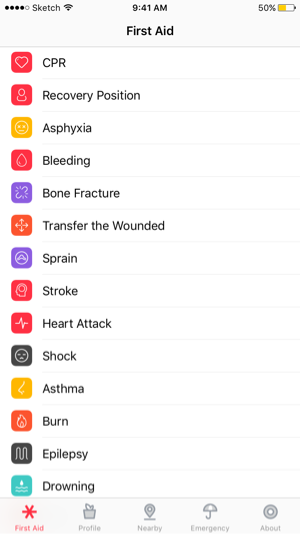 Sketch 9:41 AM 50%
First Aid
CPR
Recovery Position
Asphyxia
Bleeding
Bone Fracture
Transfer the Wounded
Sprain
Stroke
Heart Attack
Shock
Asthma
Burn
Epilepsy
Drowning
First Aid Profile Nearby Emergency About